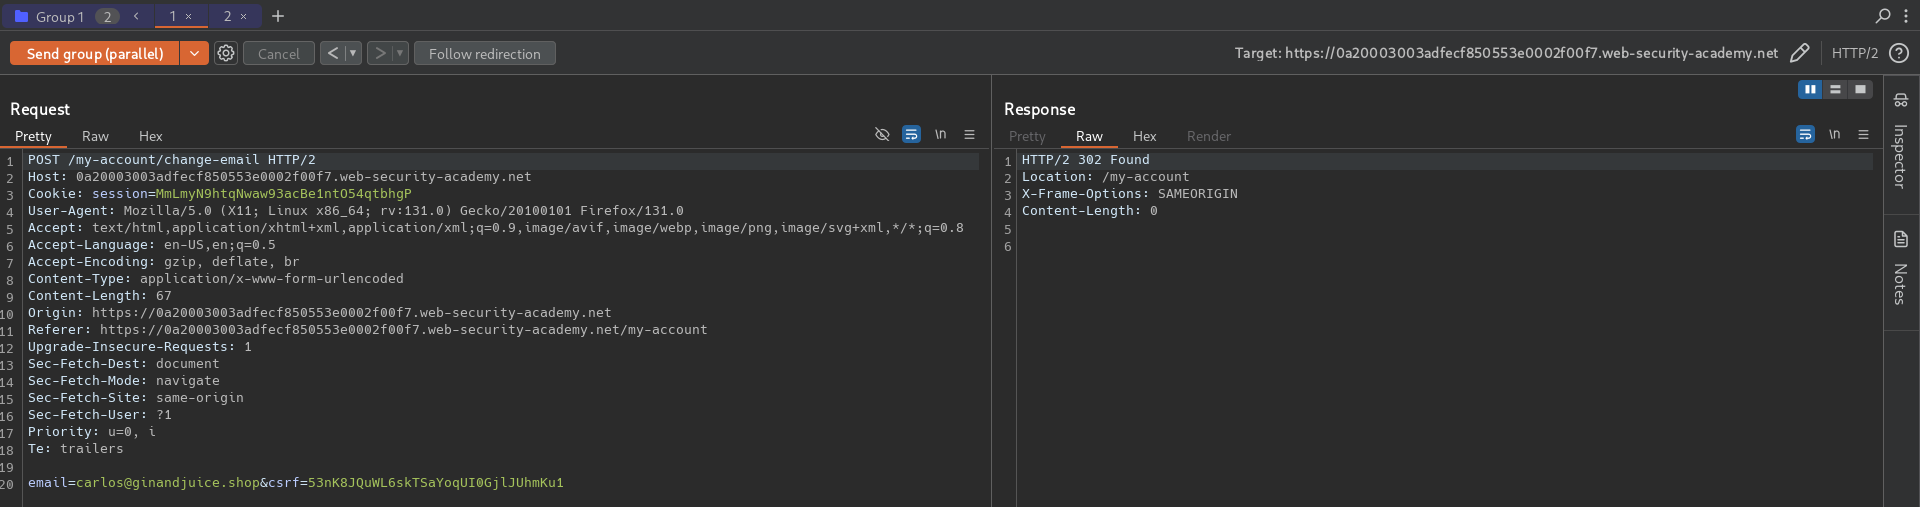 Group 1 2 < 1 × 2 × +
Send group (parallel) Cancel < > Follow redirection Target: https://0a20003003adfecf850553e0002f00f7.web-security-academy.net HTTP/2 ?
Request
Pretty Raw Hex \n
1 POST /my-account/change-email HTTP/2
2 Host: 0a20003003adfecf850553e0002f00f7.web-security-academy.net
3 Cookie: session=MmLmyN9htqNwaw93acBe1ntO54qtbhgP
4 User-Agent: Mozilla/5.0 (X11; Linux x86_64; rv:131.0) Gecko/20100101 Firefox/131.0
5 Accept: text/html,application/xhtml+xml,application/xml;q=0.9,image/avif,image/webp,image/png,image/svg+xml,*/*;q=0.8
6 Accept-Language: en-US,en;q=0.5
7 Accept-Encoding: gzip, deflate, br
8 Content-Type: application/x-www-form-urlencoded
9 Content-Length: 67
10 Origin: https://0a20003003adfecf850553e0002f00f7.web-security-academy.net
11 Referer: https://0a20003003adfecf850553e0002f00f7.web-security-academy.net/my-account
12 Upgrade-Insecure-Requests: 1
13 Sec-Fetch-Dest: document
14 Sec-Fetch-Mode: navigate
15 Sec-Fetch-Site: same-origin
16 Sec-Fetch-User: ?1
17 Priority: u=0, i
18 Te: trailers
19
20 email=carlos@ginandjuice.shop&csrf=53nK8JQuWL6skTSaYoqUI0GjlJUhmKu1
Response
Pretty Raw Hex Render \n
1 HTTP/2 302 Found
2 Location: /my-account
3 X-Frame-Options: SAMEORIGIN
4 Content-Length: 0
5
6
Inspector
Notes